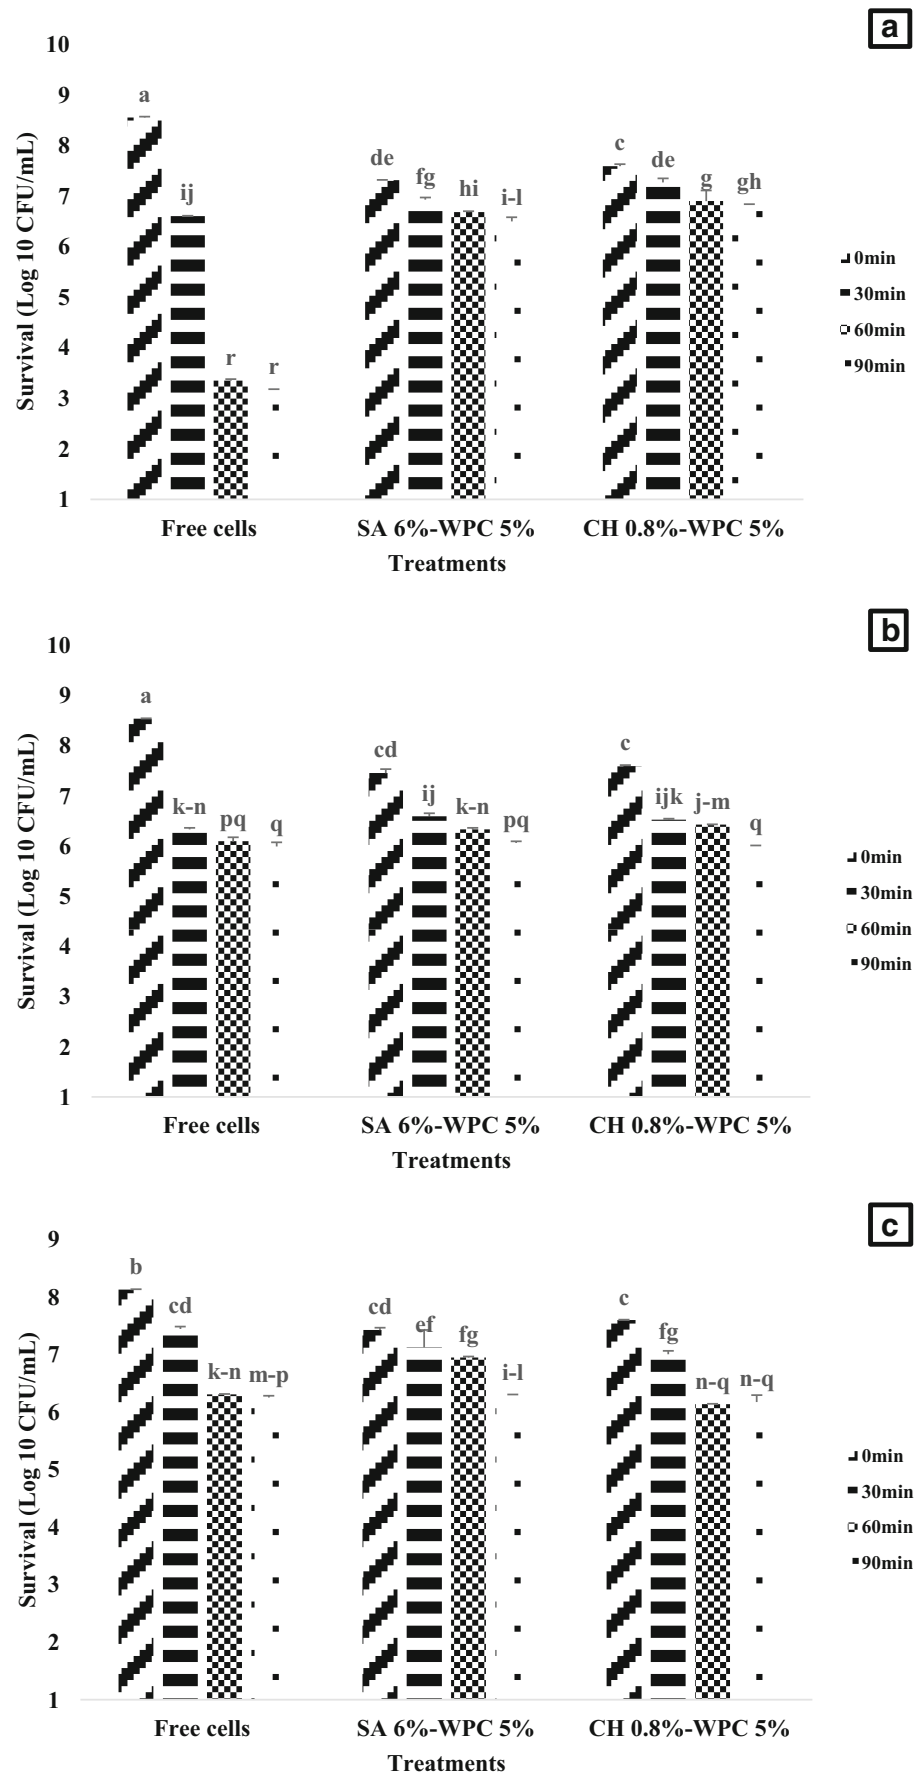 a
10
9
8
7
6
5
4
3
2
1
Survival (Log 10 CFU/mL)
a
ij
r
r
de
fg
hi
i-l
c
de
g
gh
0min
30min
60min
90min
Free cells
SA 6%-WPC 5%
CH 0.8%-WPC 5%
Treatments
b
10
9
8
7
6
5
4
3
2
1
Survival (Log 10 CFU/mL)
a
k-n
pq
q
cd
ij
k-n
pq
c
ijk
j-m
q
0min
30min
60min
90min
Free cells
SA 6%-WPC 5%
CH 0.8%-WPC 5%
Treatments
c
9
8
7
6
5
4
3
2
1
Survival (Log 10 CFU/mL)
b
cd
k-n
m-p
cd
ef
fg
i-l
c
fg
n-q
n-q
0min
30min
60min
90min
Free cells
SA 6%-WPC 5%
CH 0.8%-WPC 5%
Treatments